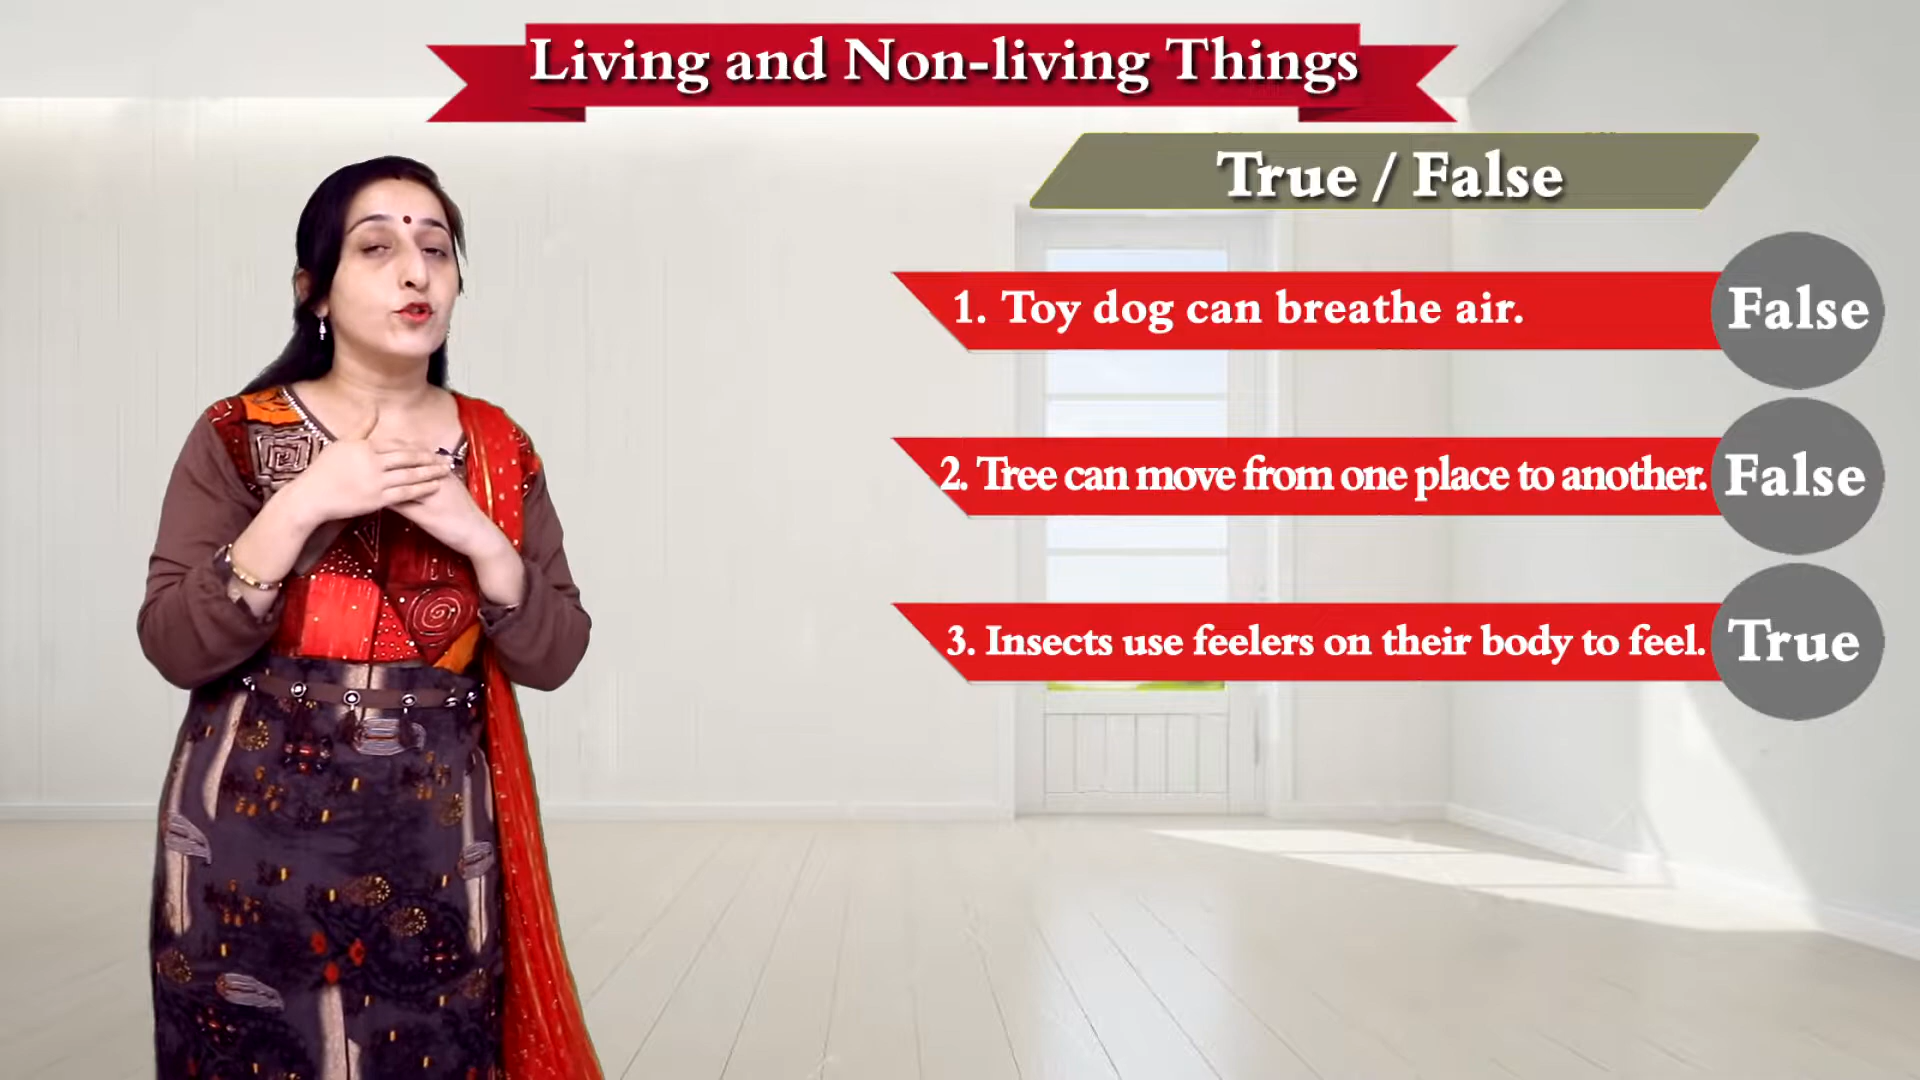 Living and Non-living Things
True / False
1. Toy dog can breathe air.
False
2. Tree can move from one place to another.
False
3. Insects use feelers on their body to feel.
True